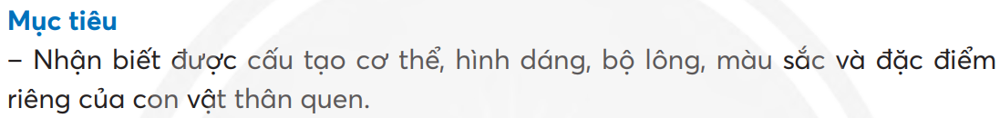 Mục tiêu
– Nhận biết được cấu tạo cơ thể, hình dáng, bộ lông, màu sắc và đặc điểm
riêng của con vật thân quen.